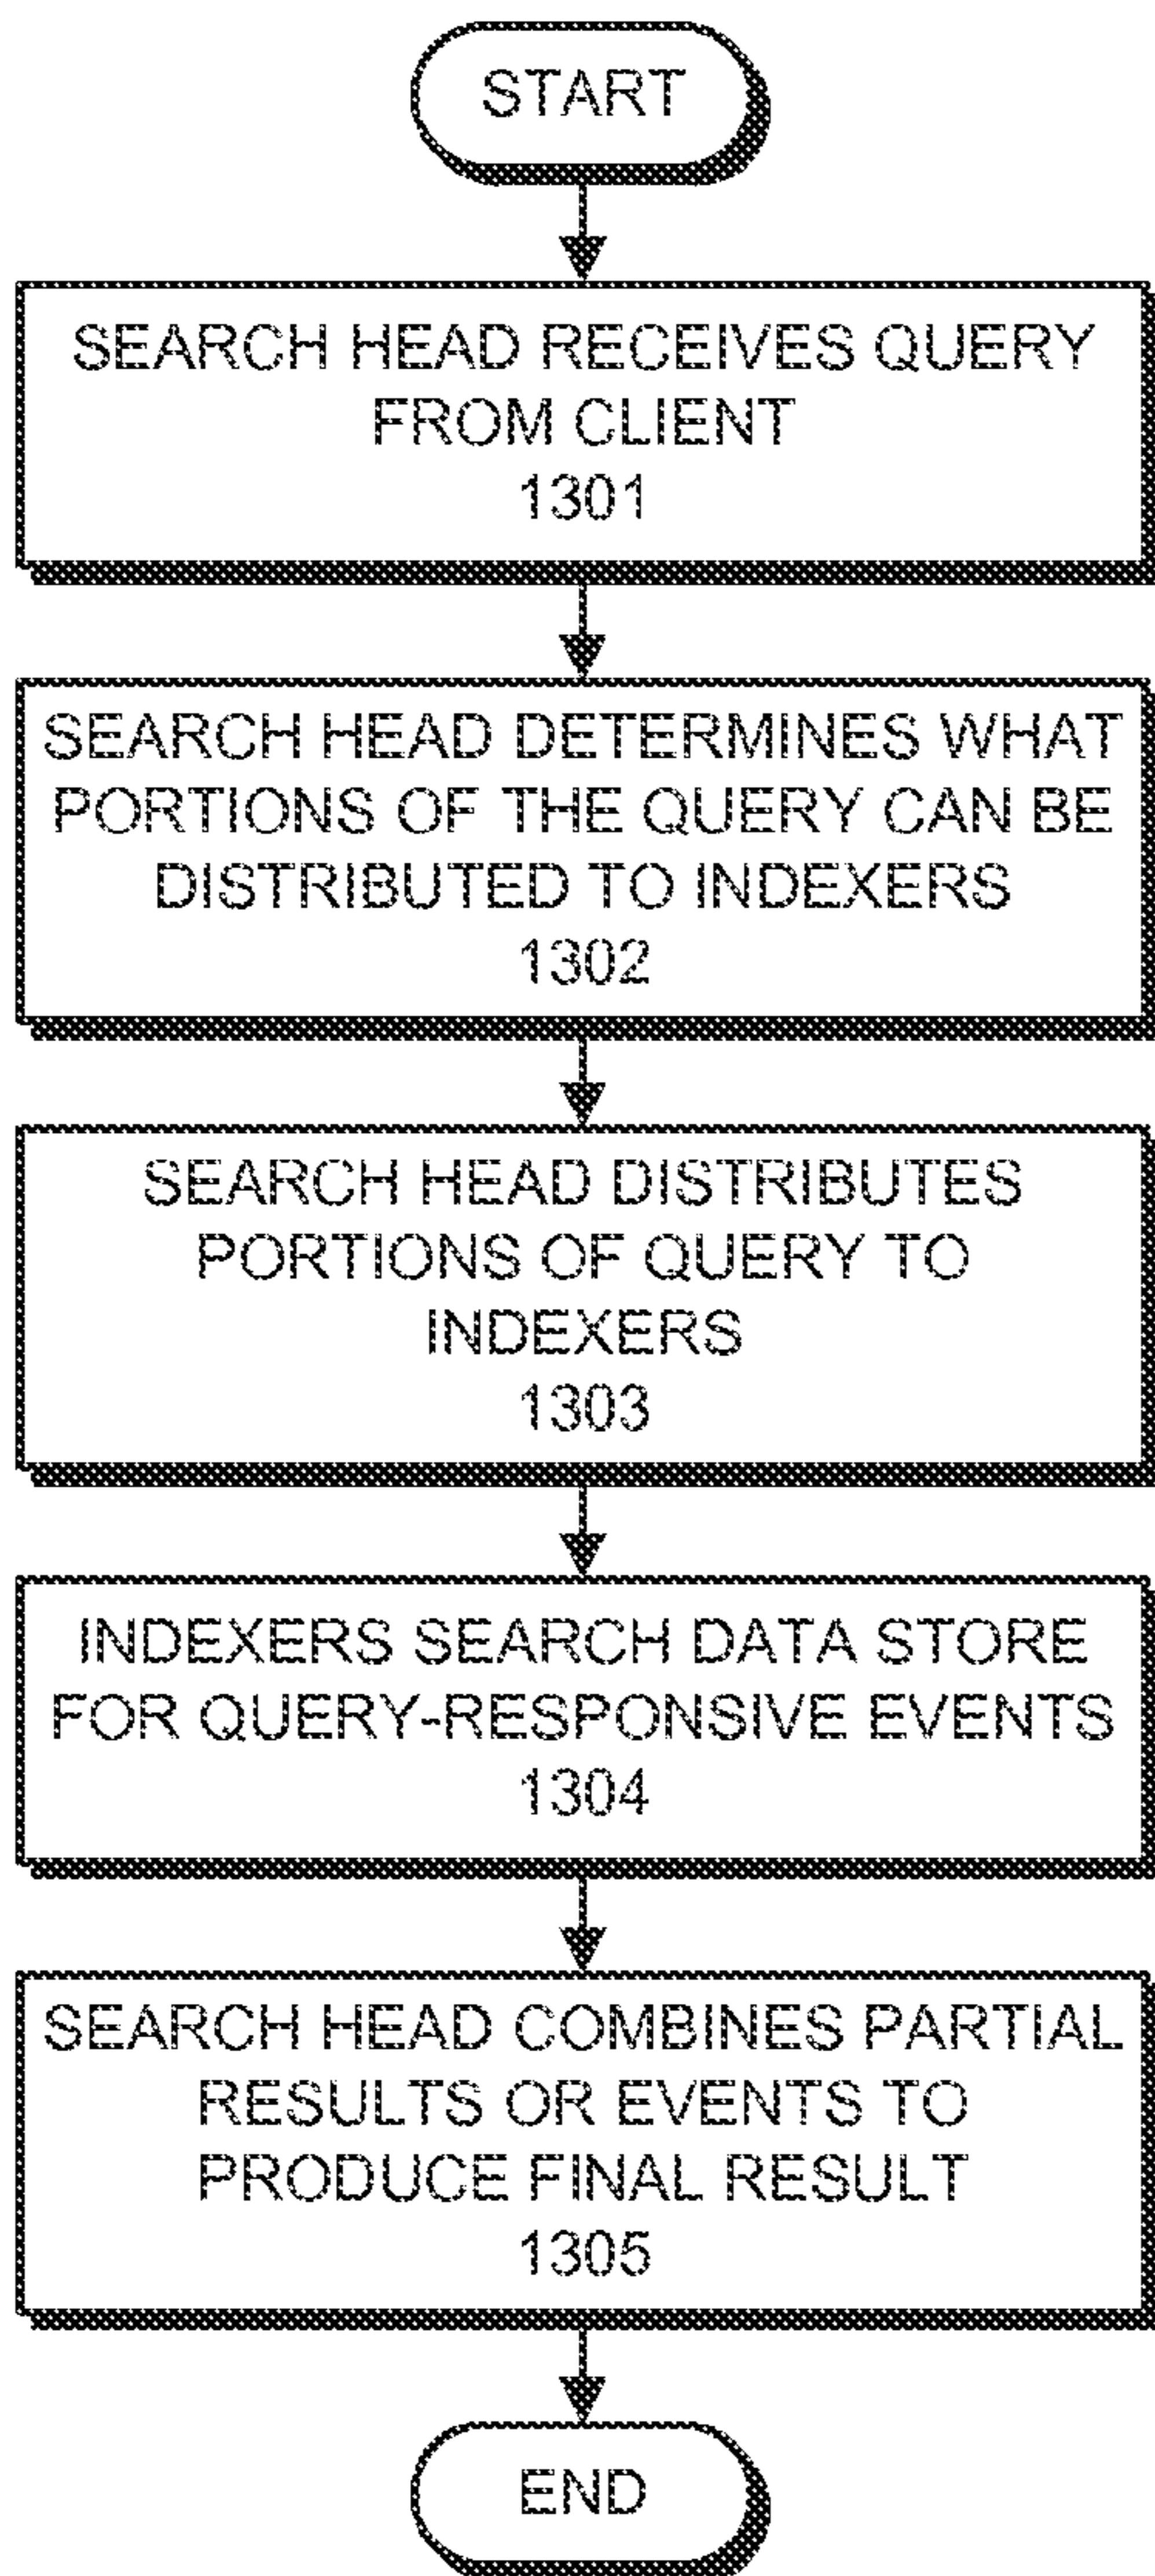 START
SEARCH HEAD RECEIVES QUERY
FROM CLIENT
1301
SEARCH HEAD DETERMINES WHAT
PORTIONS OF THE QUERY CAN BE
DISTRIBUTED TO INDEXERS
1302
SEARCH HEAD DISTRIBUTES
PORTIONS OF QUERY TO
INDEXERS
1303
INDEXERS SEARCH DATA STORE
FOR QUERY-RESPONSIVE EVENTS
1304
SEARCH HEAD COMBINES PARTIAL
RESULTS OR EVENTS TO
PRODUCE FINAL RESULT
1305
END